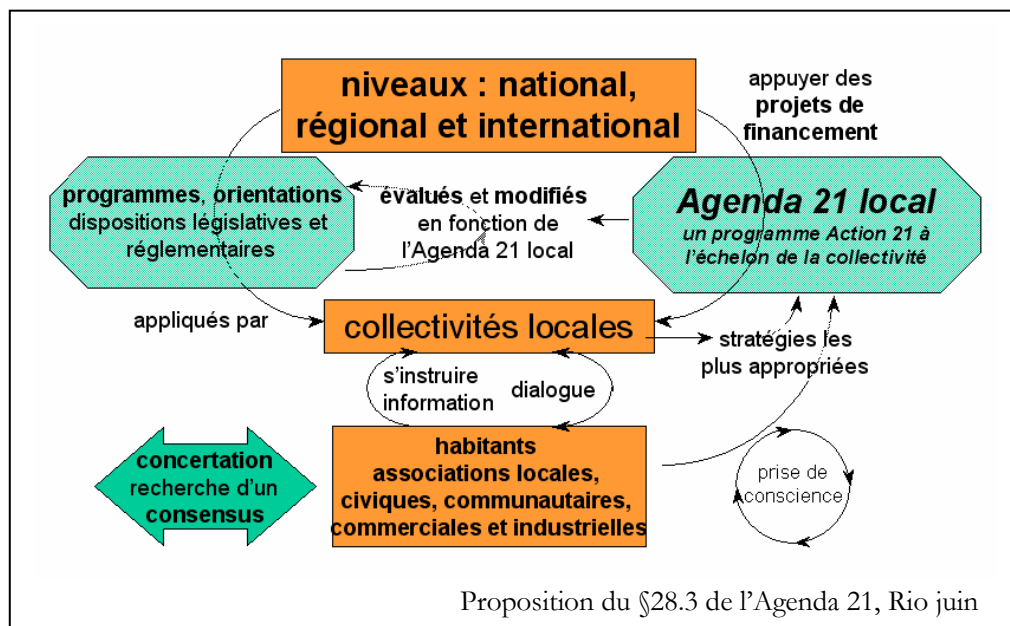 niveaux : national,
régional et international
appuyer des
projets de
financement
programmes, orientations
dispositions législatives et
réglementaires
évalués et modifiés
en fonction de
l'Agenda 21 local
Agenda 21 local
un programme Action 21 à
l'échelon de la collectivité
appliqués par
collectivités locales
stratégies les
plus appropriées
s'instruire
information
dialogue
concertation
recherche d'un
consensus
habitants
associations locales,
civiques, communautaires,
commerciales et industrielles
prise de
conscience
Proposition du §28.3 de l'Agenda 21, Rio juin